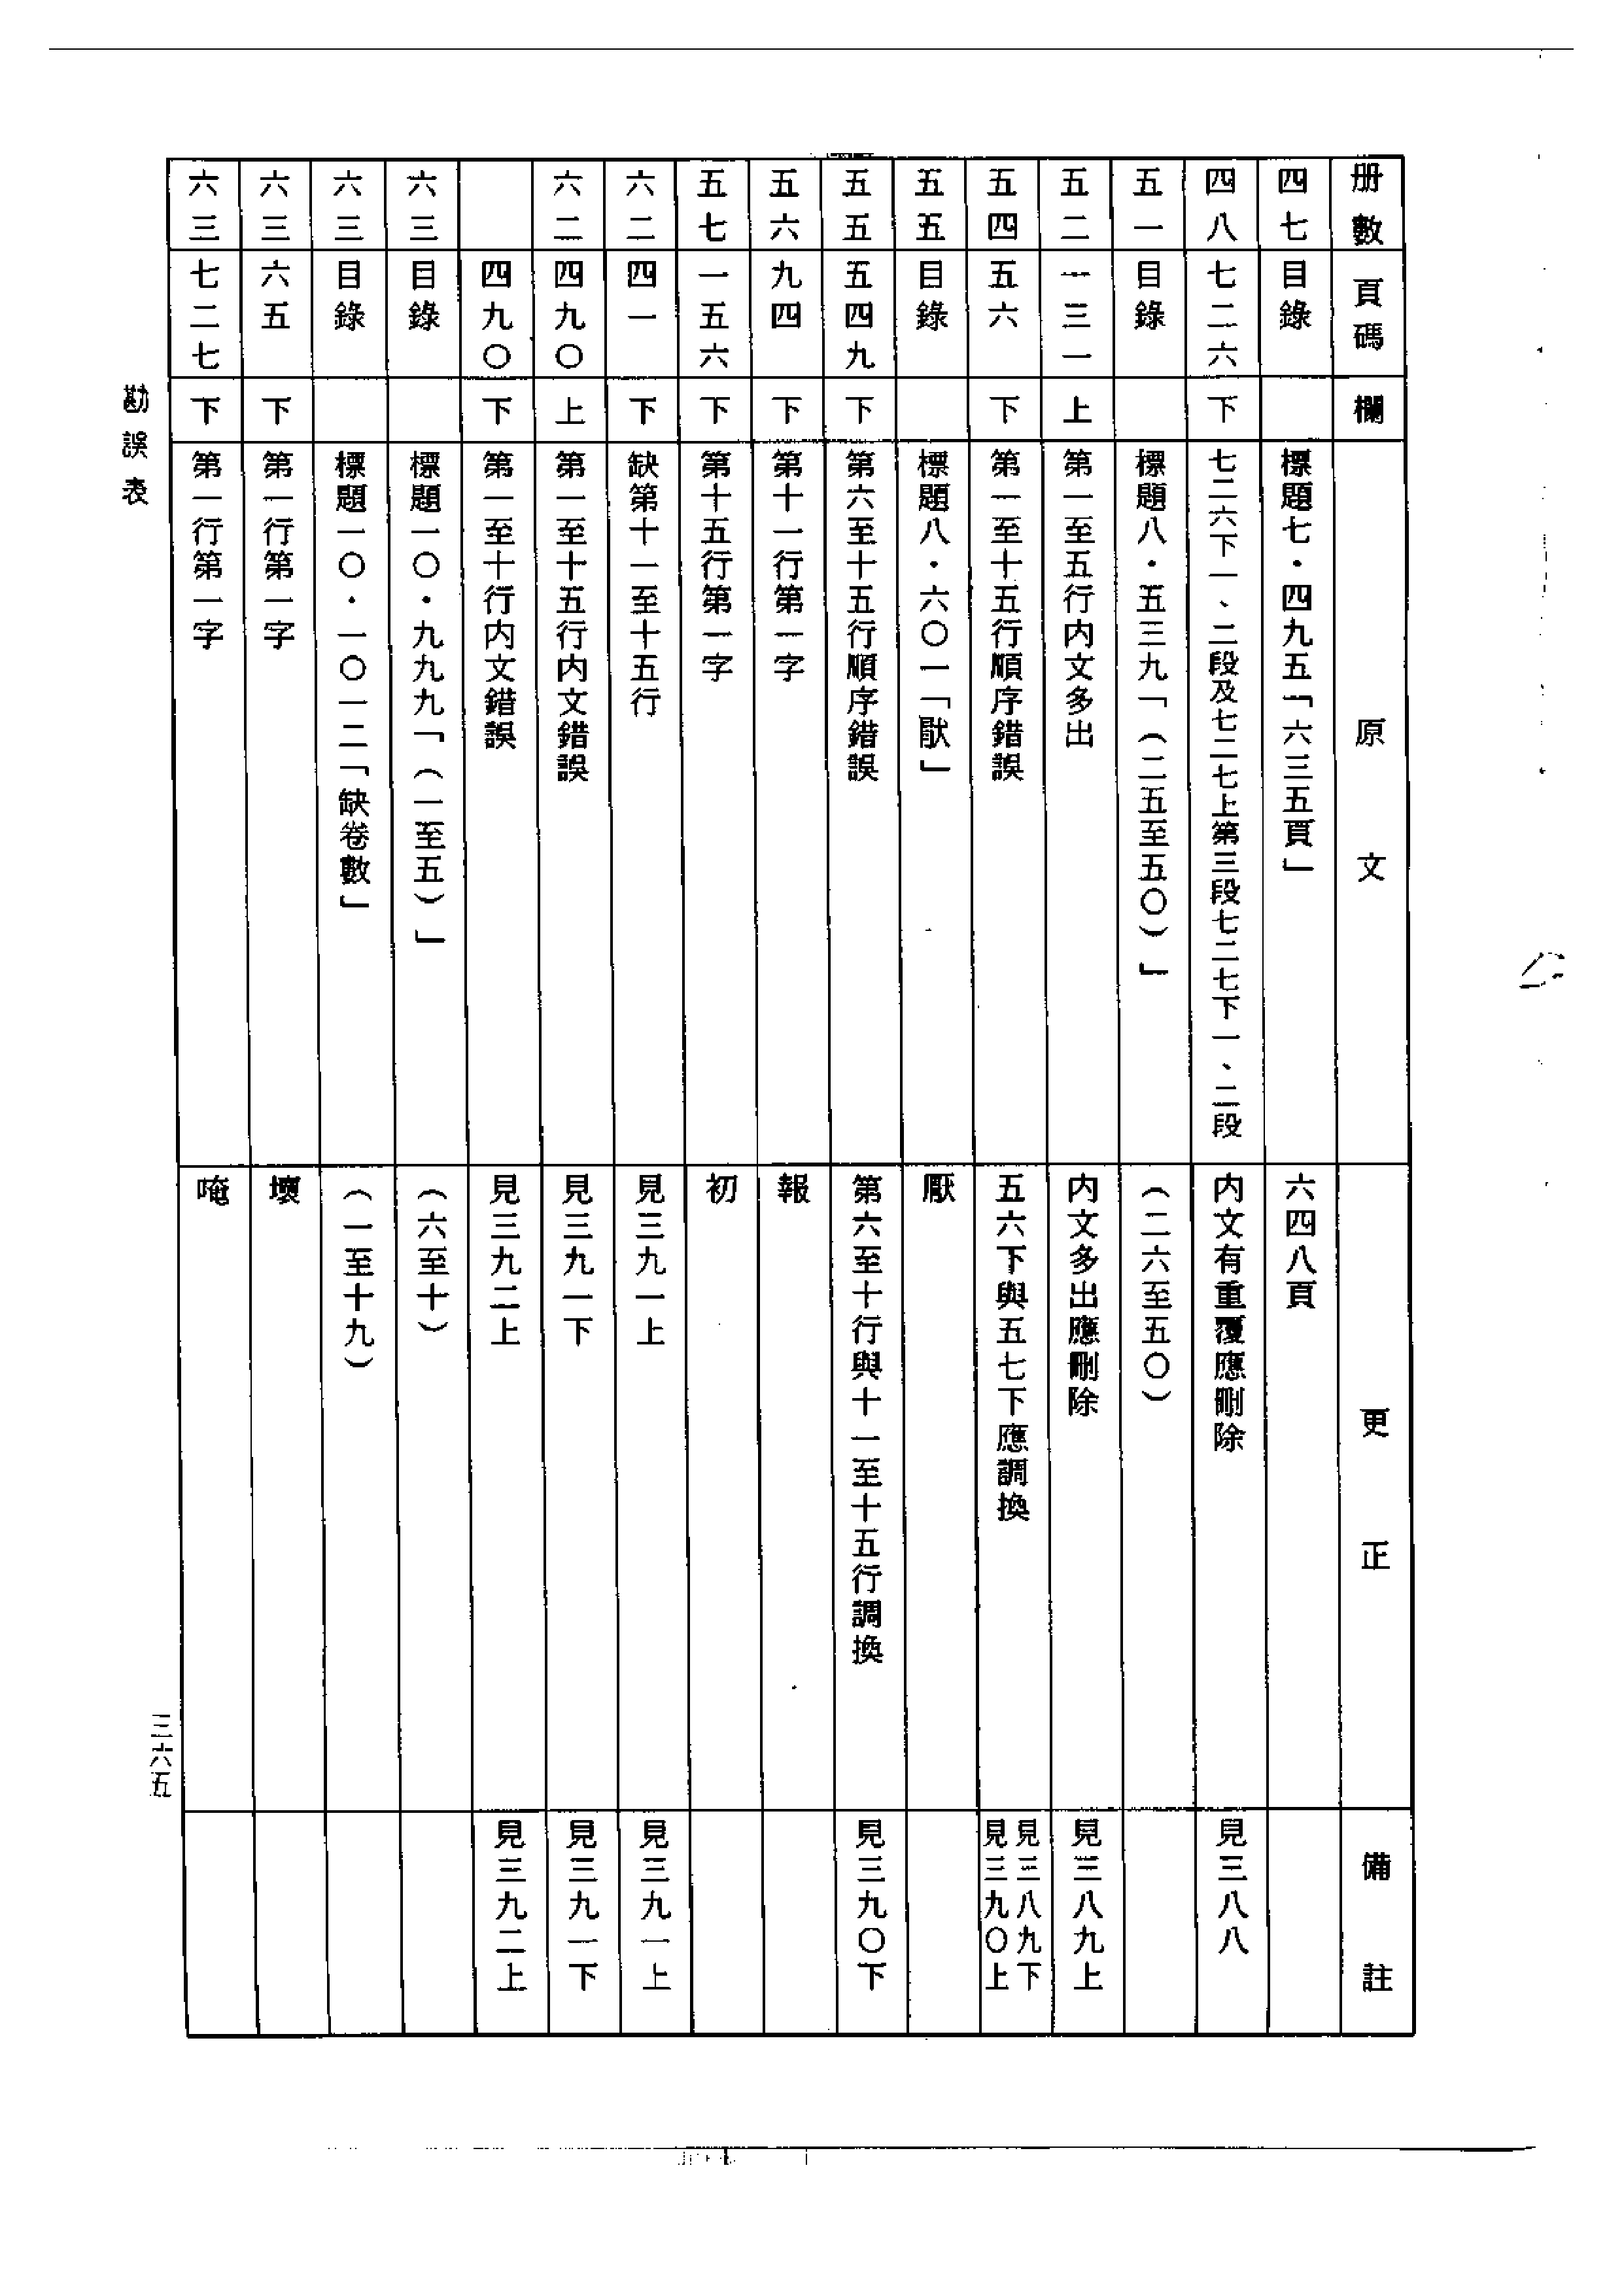 册數 頁碼 欄 原文 更正 備註
四七 目錄 標題七・四九五「六三五頁」 六四八頁
四八 七二六 下 七二六下一、二段及七二七上第三段七二七下一、二段 内文有重覆應刪除 見三八八
五一 目錄 標題八・五三九「（二五至五〇）」 （二六至五〇）
五二 一三一 上 第一至五行内文多出 内文多出應刪除 見三八九上
五四 五六 下 第一至十五行順序錯誤 五六下與五七下應調換 見三八九下 見三九〇上
五五 目錄 標題八・六〇一「猒」 厭
五五 五四九 下 第六至十五行順序錯誤 第六至十行與十一至十五行調換 見三九〇下
五六 九四 下 第十一行第一字 報
五七 一五六 下 第十五行第一字 初
六二 四一 下 缺第十一至十五行 見三九一上 見三九一上
六二 四九〇 上 第一至十五行内文錯誤 見三九一下 見三九一下
四九〇 下 第一至十行内文錯誤 見三九二上 見三九二上
六三 目錄 標題一〇・九九九「（一至五）」 （六至十）
六三 目錄 標題一〇・一〇一二「缺卷數」 （一至十九）
六三 六五 下 第一行第一字 壞
六三 七二七 下 第一行第一字 唵
勘誤表
三六五